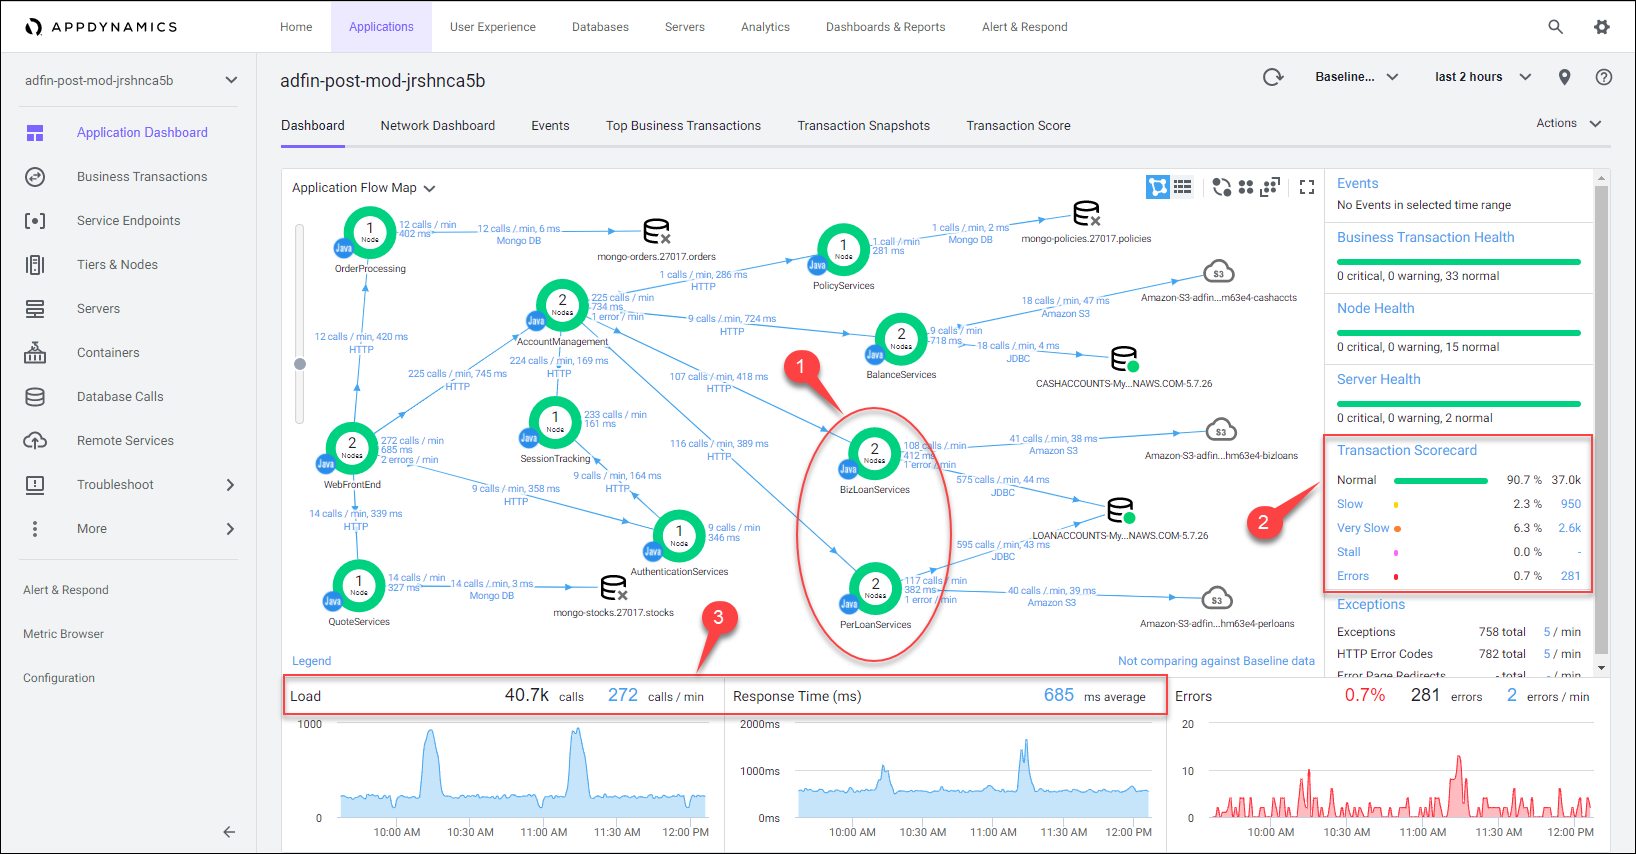 APPDYNAMICS
Home
Applications
User Experience
Databases
Servers
Analytics
Dashboards & Reports
Alert & Respond
adfin-post-mod-jrshnca5b
Application Dashboard
Business Transactions
Service Endpoints
Tiers & Nodes
Servers
Containers
Database Calls
Remote Services
Troubleshoot
More
Alert & Respond
Metric Browser
Configuration
adfin-post-mod-jrshnca5b
Baseline...
last 2 hours
Dashboard
Network Dashboard
Events
Top Business Transactions
Transaction Snapshots
Transaction Score
Actions
Application Flow Map
1
Node
Java
12 calls / min
402 ms
OrderProcessing
12 calls / min, 6 ms
Mongo DB
mongo-orders.27017.orders
1
Node
Java
1 call / min
281 ms
PolicyServices
1 calls / min, 2 ms
Mongo DB
mongo-policies.27017.policies
1 calls / min, 286 ms
HTTP
2
Nodes
Java
225 calls / min
734 ms
1 error / min
AccountManagement
9 calls / min, 724 ms
HTTP
2
Nodes
Java
9 calls / min
718 ms
BalanceServices
18 calls / min, 47 ms
Amazon S3
S3
Amazon-S3-adfin...m63e4-cashaccts
18 calls / min, 4 ms
JDBC
CASHACCOUNTS-My...NAWS.COM-5.7.26
12 calls / min, 420 ms
HTTP
225 calls / min, 745 ms
HTTP
224 calls / min, 169 ms
HTTP
107 calls / min, 418 ms
HTTP
1
1
Node
Java
233 calls / min
161 ms
SessionTracking
2
Nodes
Java
272 calls / min
685 ms
2 errors / min
WebFrontEnd
116 calls / min, 389 ms
HTTP
2
Nodes
Java
108 calls / min
412 ms
1 error / min
BizLoanServices
41 calls / min, 38 ms
Amazon S3
S3
Amazon-S3-adfin...hm63e4-bizloans
575 calls / min, 44 ms
JDBC
LOANACCOUNTS-My...NAWS.COM-5.7.26
9 calls / min, 358 ms
HTTP
9 calls / min, 164 ms
HTTP
14 calls / min, 339 ms
HTTP
1
Node
Java
9 calls / min
346 ms
AuthenticationServices
595 calls / min, 43 ms
JDBC
1
Node
Java
14 calls / min
327 ms
QuoteServices
14 calls / min, 3 ms
Mongo DB
mongo-stocks.27017.stocks
2
Nodes
Java
117 calls / min
382 ms
1 error / min
PerLoanServices
40 calls / min, 39 ms
Amazon S3
S3
Amazon-S3-adfin...hm63e4-perloans
Legend
Not comparing against Baseline data
Events
No Events in selected time range
Business Transaction Health
0 critical, 0 warning, 33 normal
Node Health
0 critical, 0 warning, 15 normal
Server Health
0 critical, 0 warning, 2 normal
2
Transaction Scorecard
Normal 90.7 % 37.0k
Slow 2.3 % 950
Very Slow 6.3 % 2.6k
Stall 0.0 % -
Errors 0.7 % 281
Exceptions
Exceptions 758 total 5 / min
HTTP Error Codes 782 total 5 / min
Error Page Redirects - total - / min
3
Load 40.7k calls 272 calls / min
1000
0
10:00 AM 10:30 AM 11:00 AM 11:30 AM 12:00 PM
Response Time (ms) 685 ms average
2000ms
1000ms
0ms
10:00 AM 10:30 AM 11:00 AM 11:30 AM 12:00 PM
Errors 0.7% 281 errors 2 errors / min
20
10
0
10:00 AM 10:30 AM 11:00 AM 11:30 AM 12:00 PM